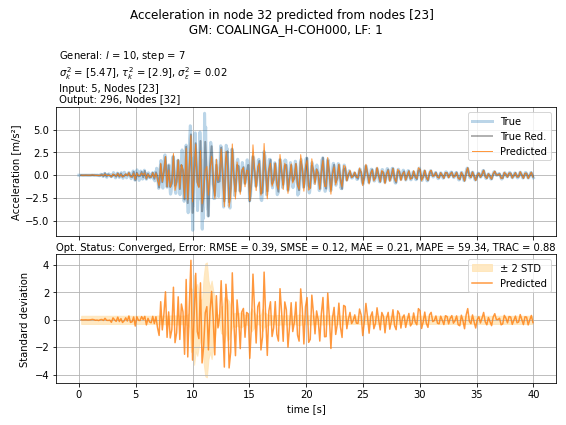 Acceleration in node 32 predicted from nodes [23]
GM: COALINGA_H-COH000, LF: 1
General: l = 10, step = 7
σ²ₖ = [5.47], τ²ₖ = [2.9], σ²ε = 0.02
Input: 5, Nodes [23]
Output: 296, Nodes [32]
True
True Red.
Predicted
Acceleration [m/s²]
5.0
2.5
0.0
−2.5
−5.0
Opt. Status: Converged, Error: RMSE = 0.39, SMSE = 0.12, MAE = 0.21, MAPE = 59.34, TRAC = 0.88
± 2 STD
Predicted
Standard deviation
4
2
0
−2
−4
0 5 10 15 20 25 30 35 40
time [s]